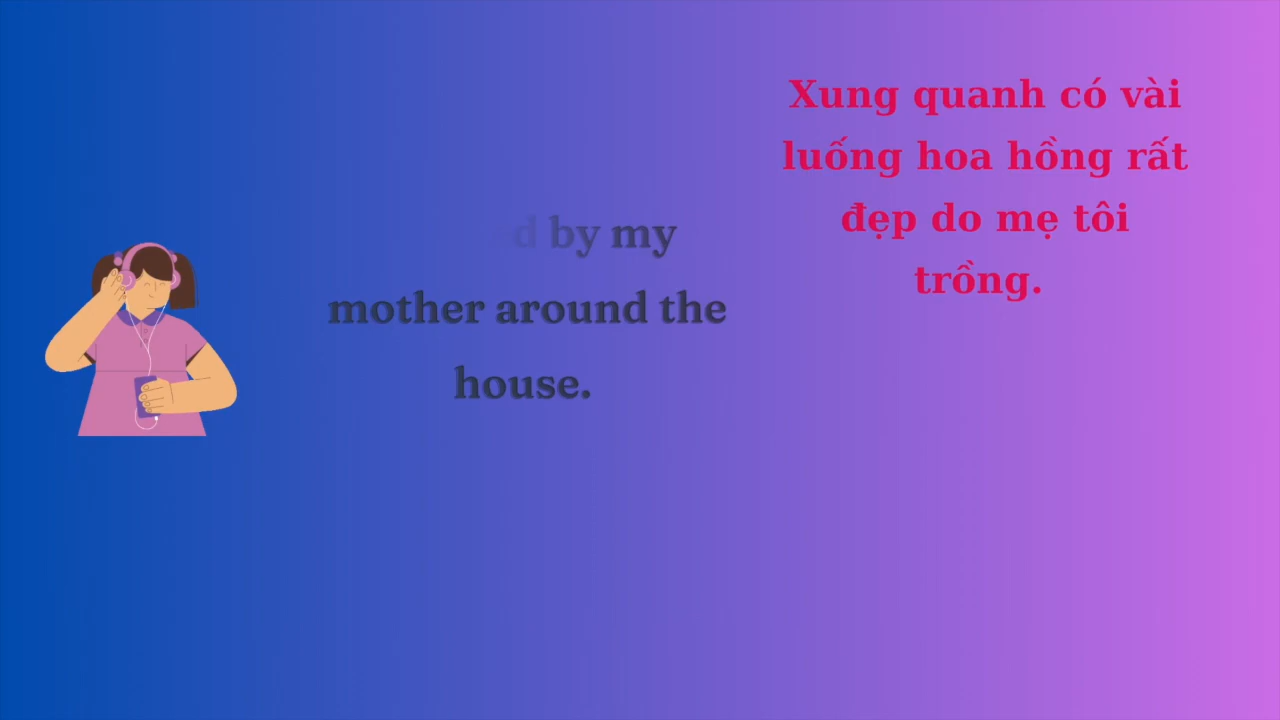 by my
mother around the
house.
Xung quanh có vài
luống hoa hồng rất
đẹp do mẹ tôi
trồng.